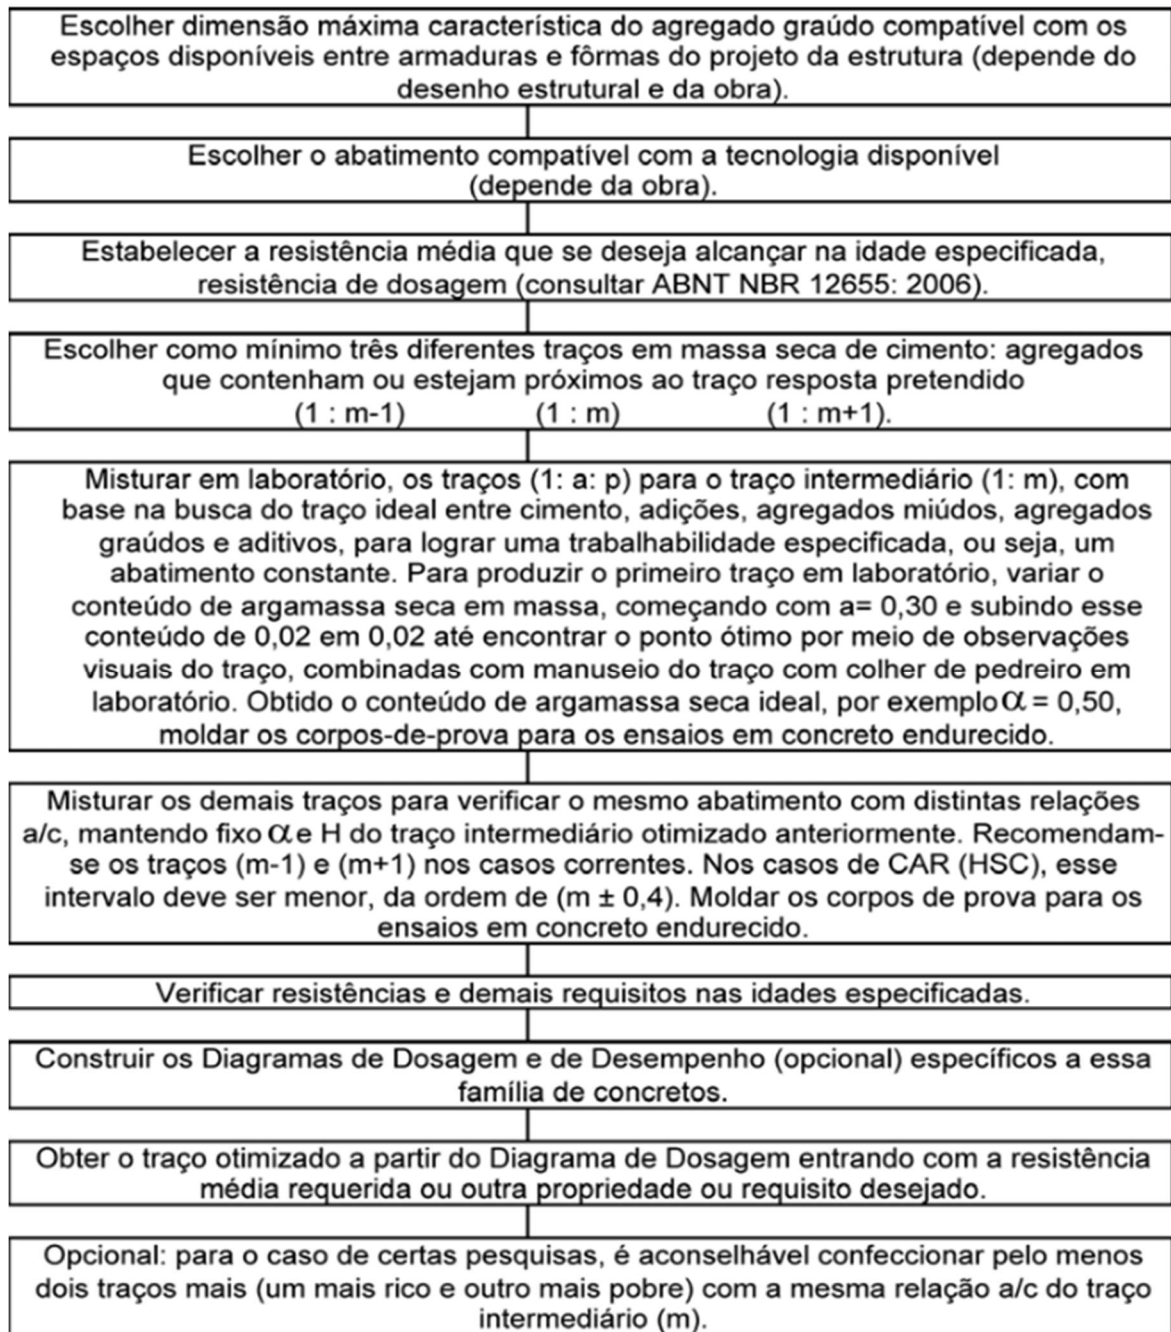 Escolher dimensão máxima característica do agregado graúdo compatível com os
espaços disponíveis entre armaduras e fôrmas do projeto da estrutura (depende do
desenho estrutural e da obra).
Escolher o abatimento compatível com a tecnologia disponível
(depende da obra).
Estabelecer a resistência média que se deseja alcançar na idade especificada,
resistência de dosagem (consultar ABNT NBR 12655: 2006).
Escolher como mínimo três diferentes traços em massa seca de cimento: agregados
que contenham ou estejam próximos ao traço resposta pretendido
(1 : m-1) (1 : m) (1 : m+1).
Misturar em laboratório, os traços (1: a: p) para o traço intermediário (1: m), com
base na busca do traço ideal entre cimento, adições, agregados miúdos, agregados
graúdos e aditivos, para lograr uma trabalhabilidade especificada, ou seja, um
abatimento constante. Para produzir o primeiro traço em laboratório, variar o
conteúdo de argamassa seca em massa, começando com a= 0,30 e subindo esse
conteúdo de 0,02 em 0,02 até encontrar o ponto ótimo por meio de observações
visuais do traço, combinadas com manuseio do traço com colher de pedreiro em
laboratório. Obtido o conteúdo de argamassa seca ideal, por exemplo α = 0,50,
moldar os corpos-de-prova para os ensaios em concreto endurecido.
Misturar os demais traços para verificar o mesmo abatimento com distintas relações
a/c, mantendo fixo α e H do traço intermediário otimizado anteriormente. Recomendam-
se os traços (m-1) e (m+1) nos casos correntes. Nos casos de CAR (HSC), esse
intervalo deve ser menor, da ordem de (m ± 0,4). Moldar os corpos de prova para os
ensaios em concreto endurecido.
Verificar resistências e demais requisitos nas idades especificadas.
Construir os Diagramas de Dosagem e de Desempenho (opcional) específicos a essa
família de concretos.
Obter o traço otimizado a partir do Diagrama de Dosagem entrando com a resistência
média requerida ou outra propriedade ou requisito desejado.
Opcional: para o caso de certas pesquisas, é aconselhável confeccionar pelo menos
dois traços mais (um mais rico e outro mais pobre) com a mesma relação a/c do traço
intermediário (m).